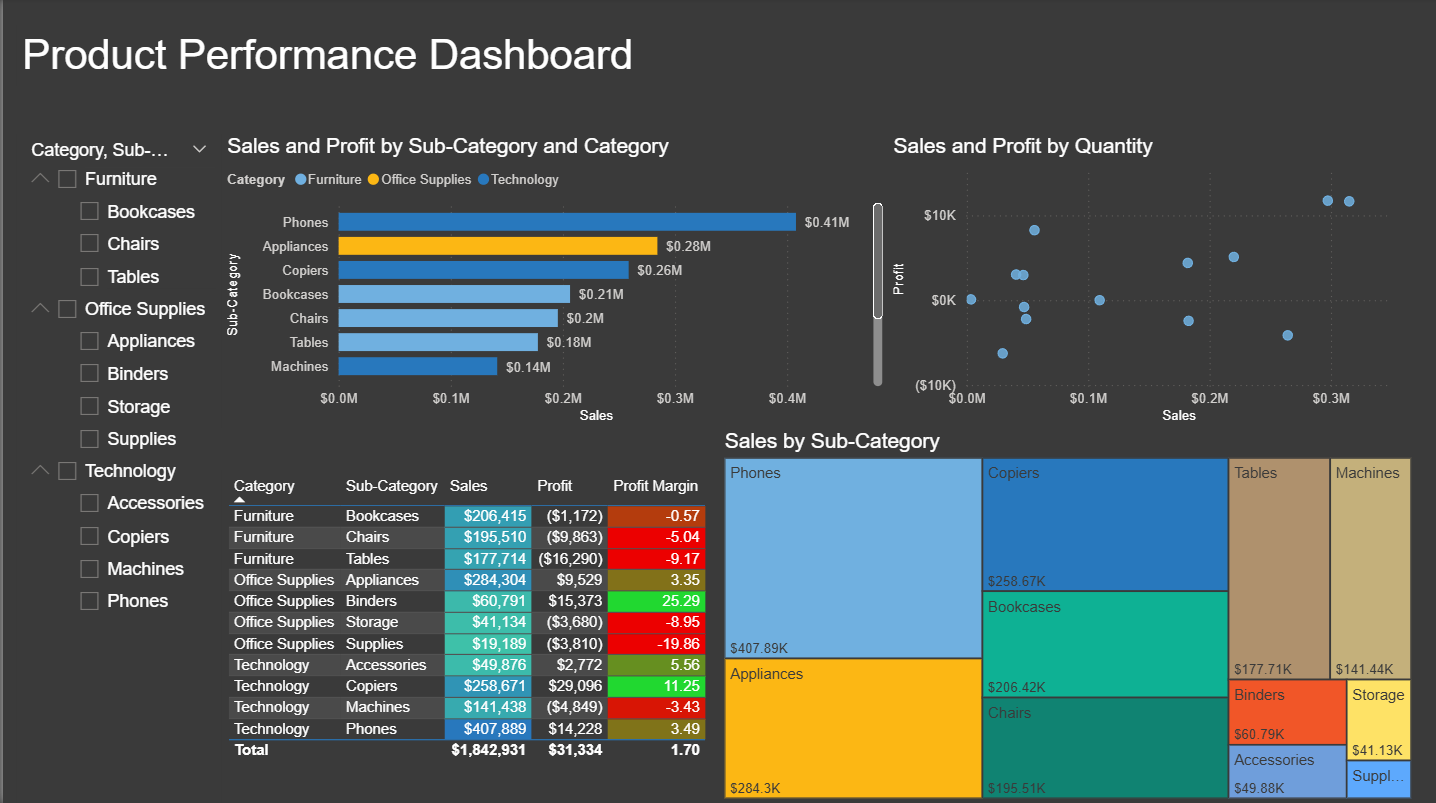 Product Performance Dashboard
Category, Sub-...
Furniture
Bookcases
Chairs
Tables
Office Supplies
Appliances
Binders
Storage
Supplies
Technology
Accessories
Copiers
Machines
Phones
Sales and Profit by Sub-Category and Category
Category Furniture Office Supplies Technology
Sub-Category
Phones $0.41M
Appliances $0.28M
Copiers $0.26M
Bookcases $0.21M
Chairs $0.2M
Tables $0.18M
Machines $0.14M
$0.0M $0.1M $0.2M $0.3M $0.4M
Sales
Sales and Profit by Quantity
Profit
$10K
$0K
($10K)
$0.0M $0.1M $0.2M $0.3M
Sales
Category Sub-Category Sales Profit Profit Margin
Furniture Bookcases $206,415 ($1,172) -0.57
Furniture Chairs $195,510 ($9,863) -5.04
Furniture Tables $177,714 ($16,290) -9.17
Office Supplies Appliances $284,304 $9,529 3.35
Office Supplies Binders $60,791 $15,373 25.29
Office Supplies Storage $41,134 ($3,680) -8.95
Office Supplies Supplies $19,189 ($3,810) -19.86
Technology Accessories $49,876 $2,772 5.56
Technology Copiers $258,671 $29,096 11.25
Technology Machines $141,438 ($4,849) -3.43
Technology Phones $407,889 $14,228 3.49
Total $1,842,931 $31,334 1.70
Sales by Sub-Category
Phones
$407.89K
Appliances
$284.3K
Copiers
$258.67K
Bookcases
$206.42K
Chairs
$195.51K
Tables
$177.71K
Machines
$141.44K
Binders
$60.79K
Accessories
$49.88K
Storage
$41.13K
Suppl...